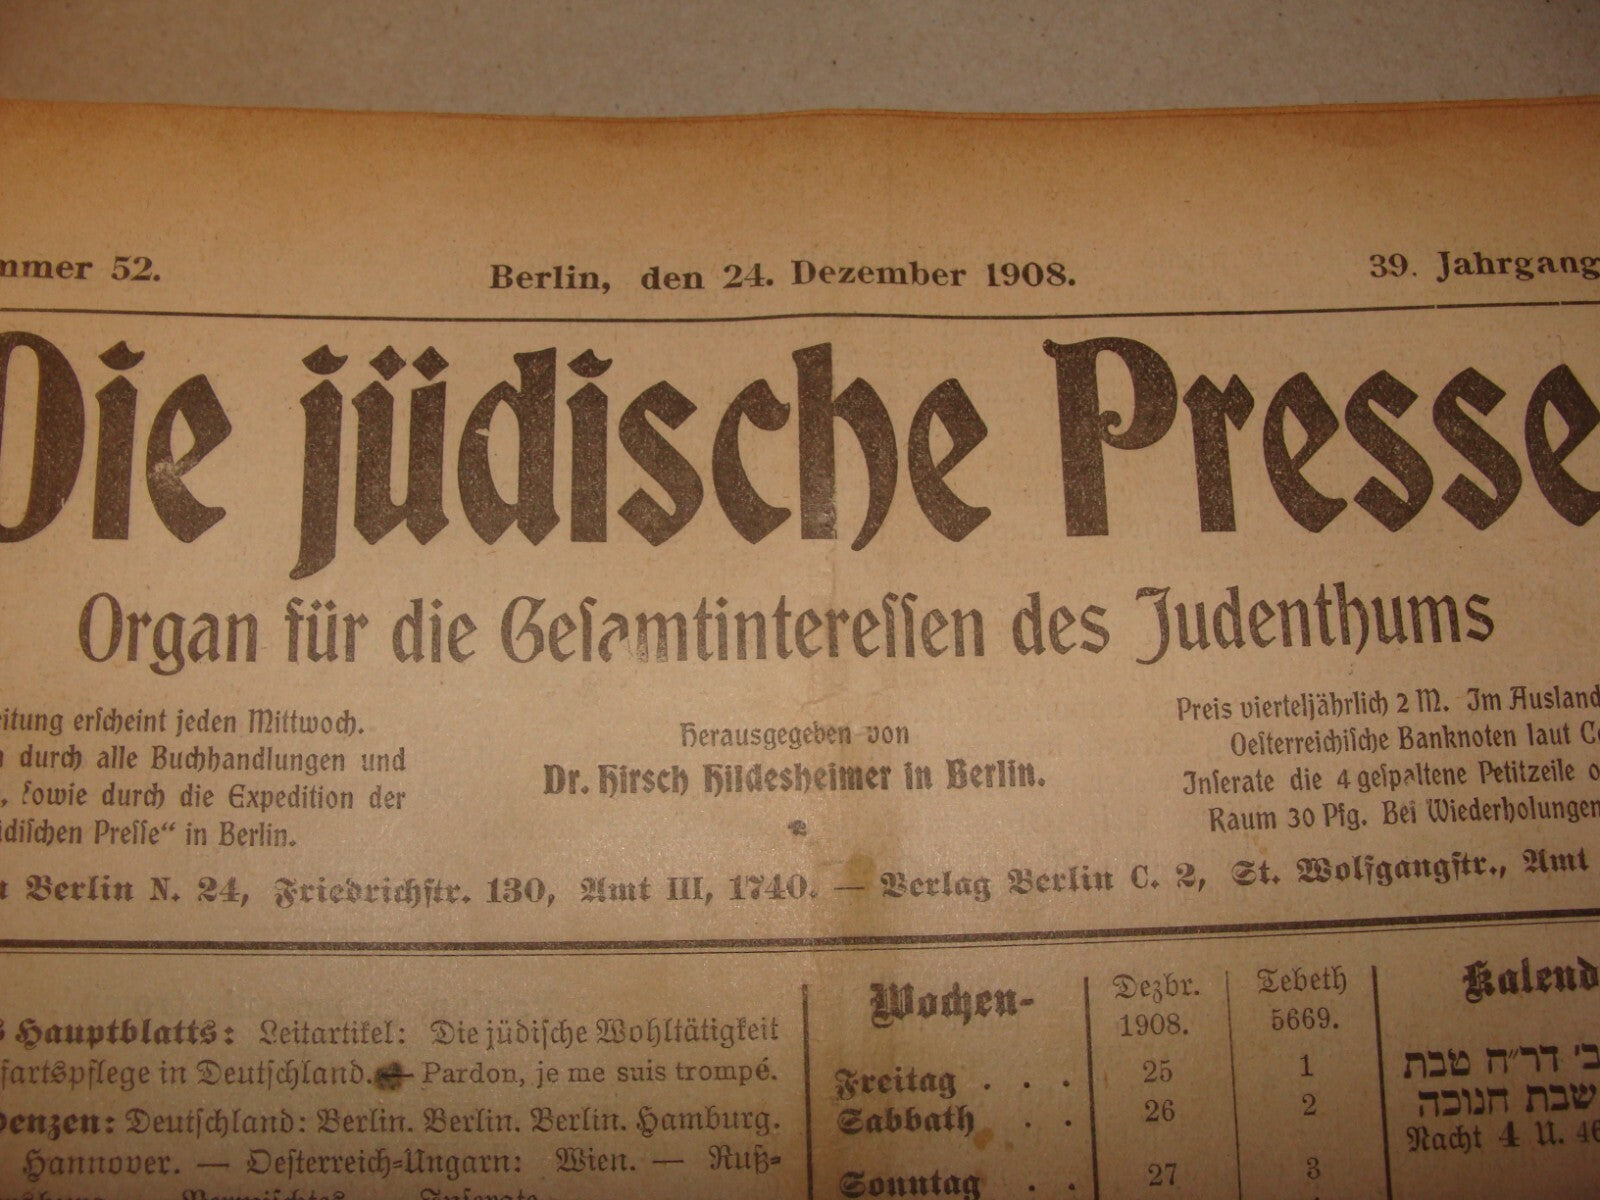 mmer 52.
Berlin, den 24. Dezember 1908.
39. Jahrgang
Die jüdische Presse
Organ für die Gesamtinteressen des Judenthums
eitung erscheint jeden Mittwoch.
n durch alle Buchhandlungen und
, sowie durch die Expedition der
idischen Presse“ in Berlin.
Herausgegeben von
Dr. Hirsch Hildesheimer in Berlin.
Preis vierteljährlich 2 M. Im Ausland
Oesterreichische Banknoten laut
Inserate die 4 gespaltene Petitzeile
Raum 30 Pfg. Bei Wiederholungen
Berlin N. 24, Friedrichstr. 130, Amt III, 1740. — Verlag Berlin C. 2, St. Wolfgangstr., Amt
s Hauptblatts: Leitartikel: Die jüdische Wohltätigkeit
fartspflege in Deutschland. — Pardon, je me suis trompé.
denzen: Deutschland: Berlin. Berlin. Berlin. Hamburg.
Hannover. — Oesterreich-Ungarn: Wien. — Ruß-
Vermischtes Inserate
Wochen-
Dezbr. 1908.
Tebeth 5669.
Kalend
Freitag . . . 25 1
ב' דר״ח טבת
Sabbath . . 26 2
שבת חנוכה
Nacht 4 U. 46
Sonntag . . 27 3